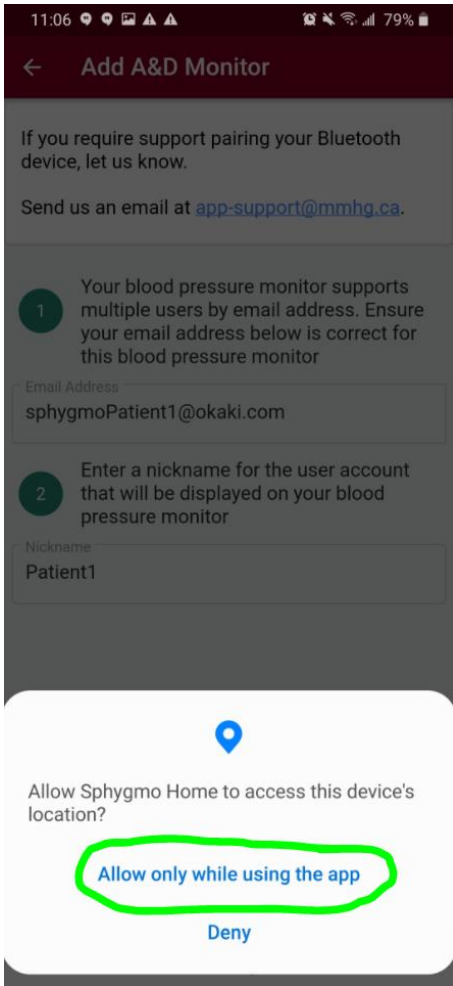 11:06 79%
Add A&D Monitor
If you require support pairing your Bluetooth
device, let us know.
Send us an email at app-support@mmhg.ca.
1
Your blood pressure monitor supports
multiple users by email address. Ensure
your email address below is correct for
this blood pressure monitor
Email Address
sphygmoPatient1@okaki.com
2
Enter a nickname for the user account
that will be displayed on your blood
pressure monitor
Nickname
Patient1
Allow Sphygmo Home to access this device's
location?
Allow only while using the app
Deny